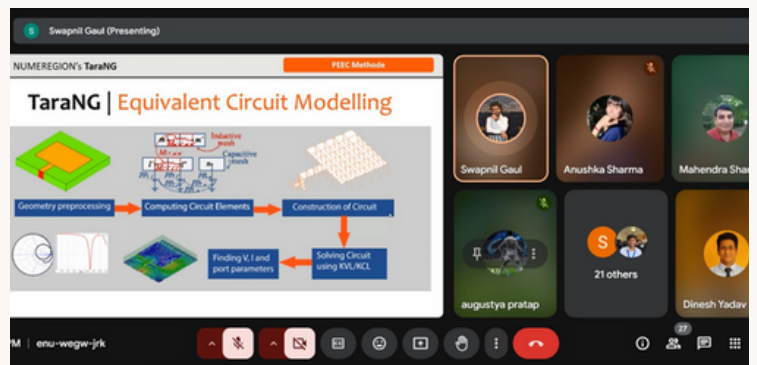 S Swapnil Gaul (Presenting)
NUMEREGION's TaraNG
PEEC Methode
TaraNG | Equivalent Circuit Modelling
Inductive
mesh
Capacitive
mesh
Geometry preprocessing
Computing Circuit Elements
Construction of Circuit
Finding V, I and
port parameters
Solving Circuit
using KVL/KCL
Swapnil Gaul
Anushka Sharma
Mahendra Sha
augustya pratap
S
21 others
Dinesh Yadav
27
PM | enu-wegw-jrk